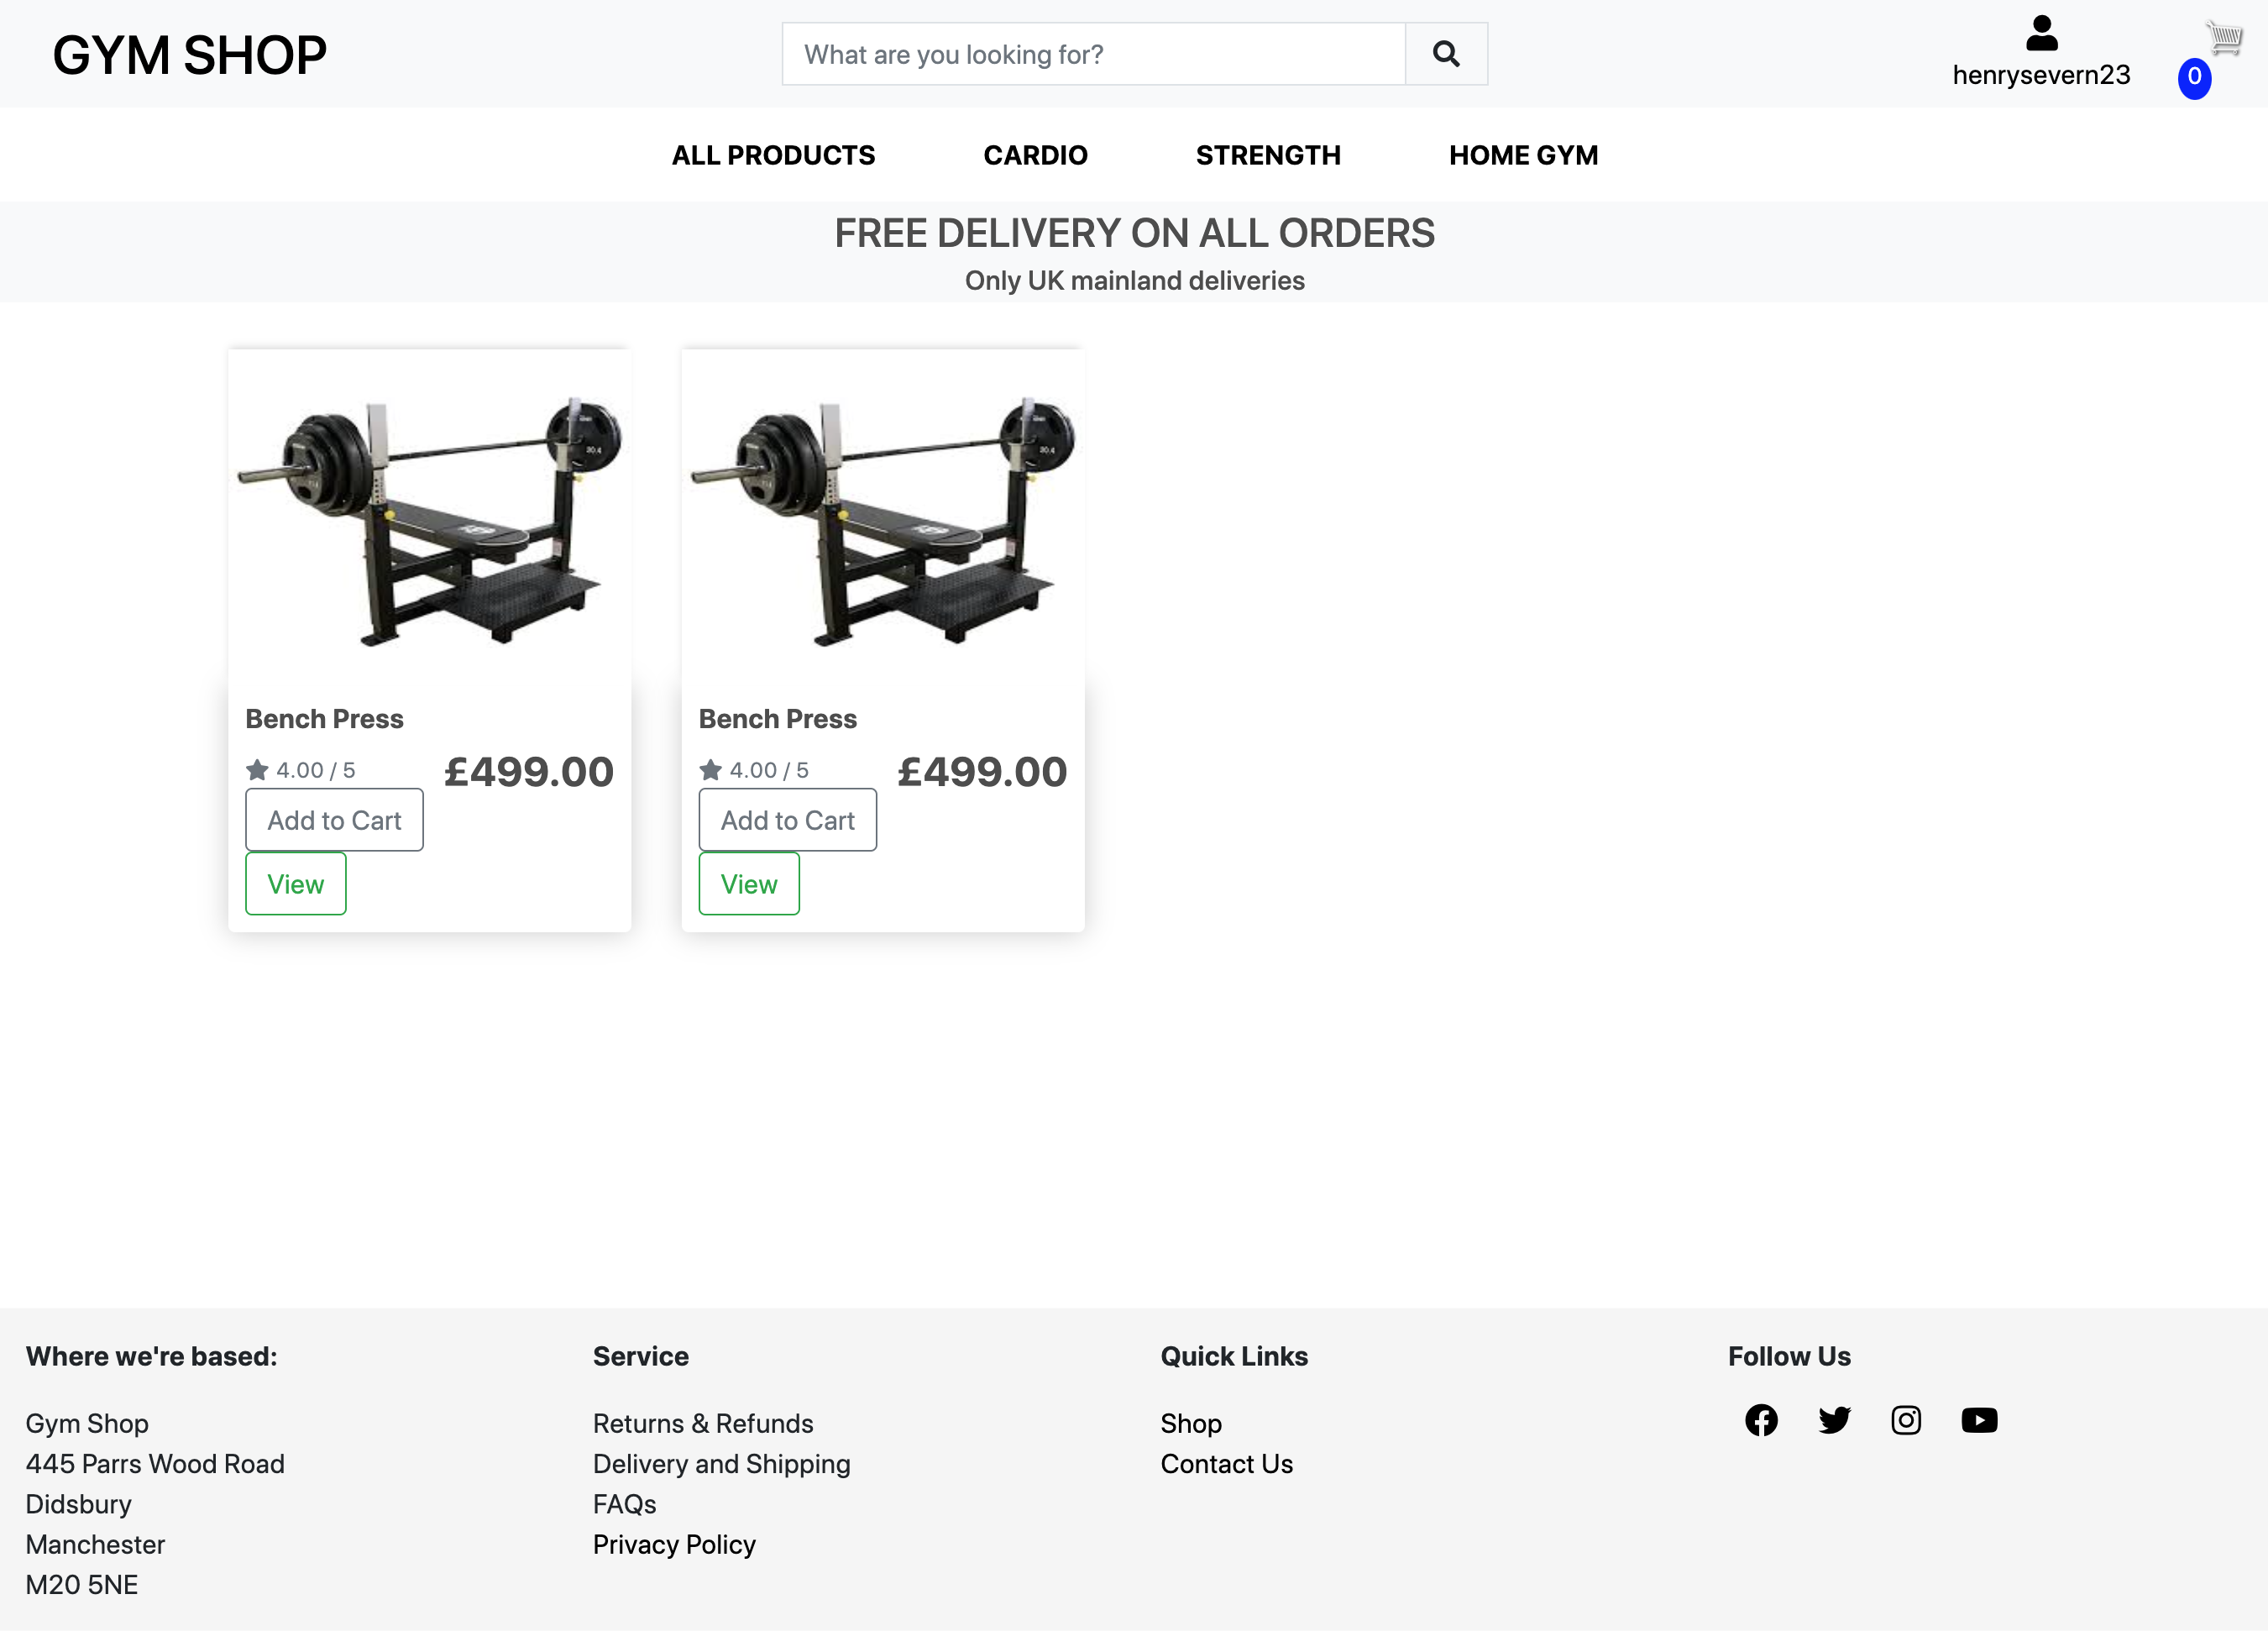 GYM SHOP
What are you looking for?
henrysevern23
0
ALL PRODUCTS CARDIO STRENGTH HOME GYM
FREE DELIVERY ON ALL ORDERS
Only UK mainland deliveries
Bench Press
4.00 / 5 £499.00
Add to Cart
View
Bench Press
4.00 / 5 £499.00
Add to Cart
View
Where we're based:
Gym Shop
445 Parrs Wood Road
Didsbury
Manchester
M20 5NE
Service
Returns & Refunds
Delivery and Shipping
FAQs
Privacy Policy
Quick Links
Shop
Contact Us
Follow Us